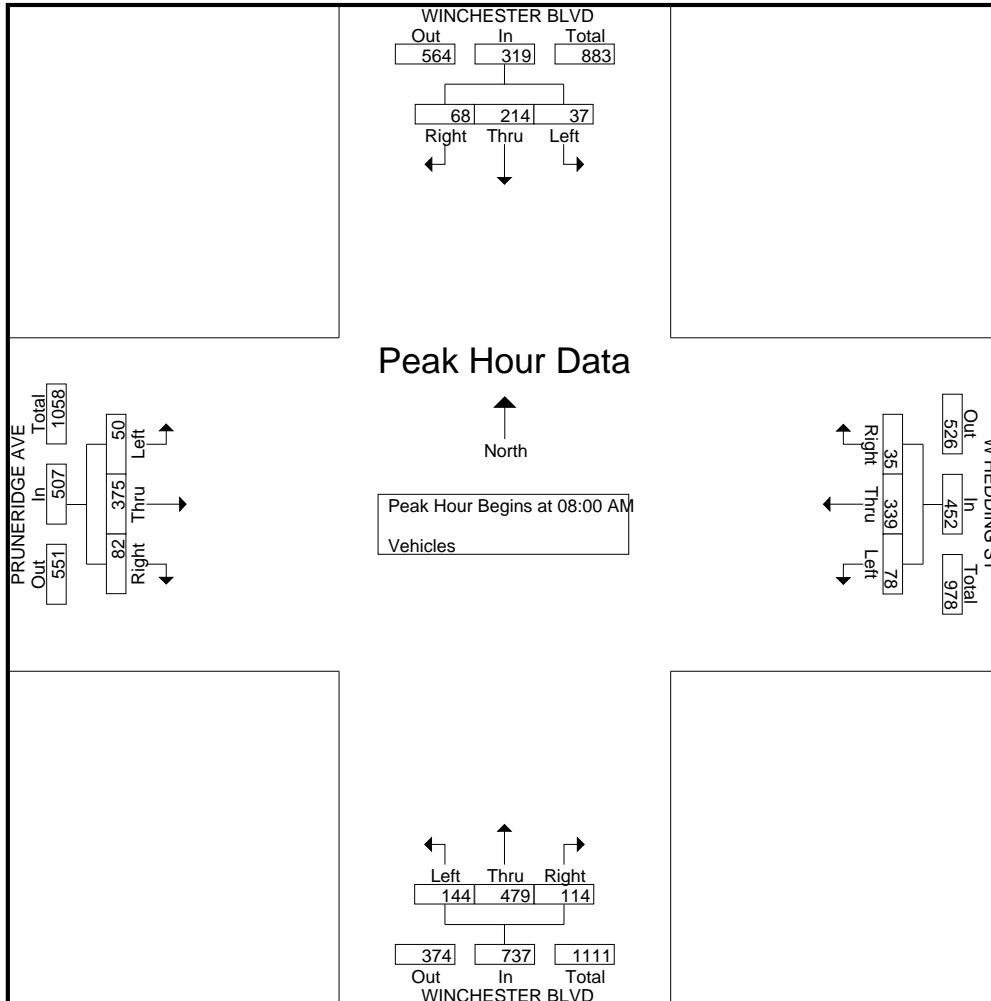 WINCHESTER BLVD
Out In Total
564 319 883
68 214 37
Right Thru Left
Peak Hour Data
North
Peak Hour Begins at 08:00 AM
Vehicles
PRUNERIDGE AVE
Out In Total
551 507 1058
82 375 50
Right Thru Left
W HEDDING ST
Out In Total
526 452 978
35 339 78
Right Thru Left
Left Thru Right
144 479 114
374 737 1111
Out In Total
WINCHESTER BLVD